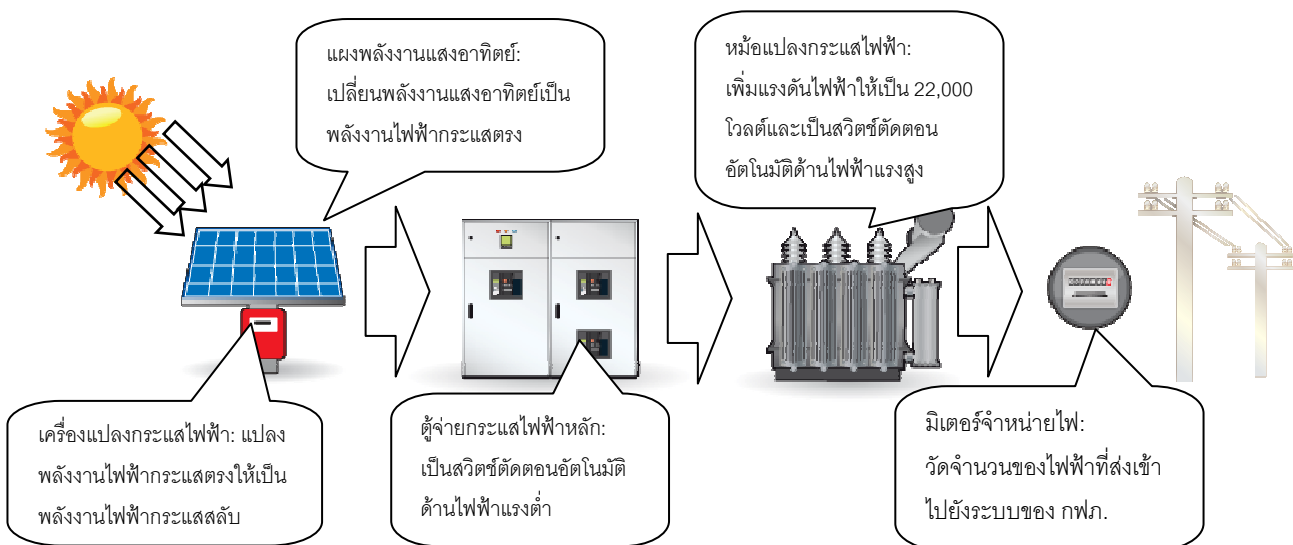 แผงพลังงานแสงอาทิตย์:
เปลี่ยนพลังงานแสงอาทิตย์เป็น
พลังงานไฟฟ้ากระแสตรง
หม้อแปลงกระแสไฟฟ้า:
เพิ่มแรงดันไฟฟ้าให้เป็น 22,000
โวลต์และเป็นสวิตช์ตัดตอน
อัตโนมัติด้านไฟฟ้าแรงสูง
เครื่องแปลงกระแสไฟฟ้า: แปลง
พลังงานไฟฟ้ากระแสตรงให้เป็น
พลังงานไฟฟ้ากระแสสลับ
ตู้จ่ายกระแสไฟฟ้าหลัก:
เป็นสวิตช์ตัดตอนอัตโนมัติ
ด้านไฟฟ้าแรงต่ำ
มิเตอร์จำหน่ายไฟ:
วัดจำนวนของไฟฟ้าที่ส่งเข้า
ไปยังระบบของ กฟภ.